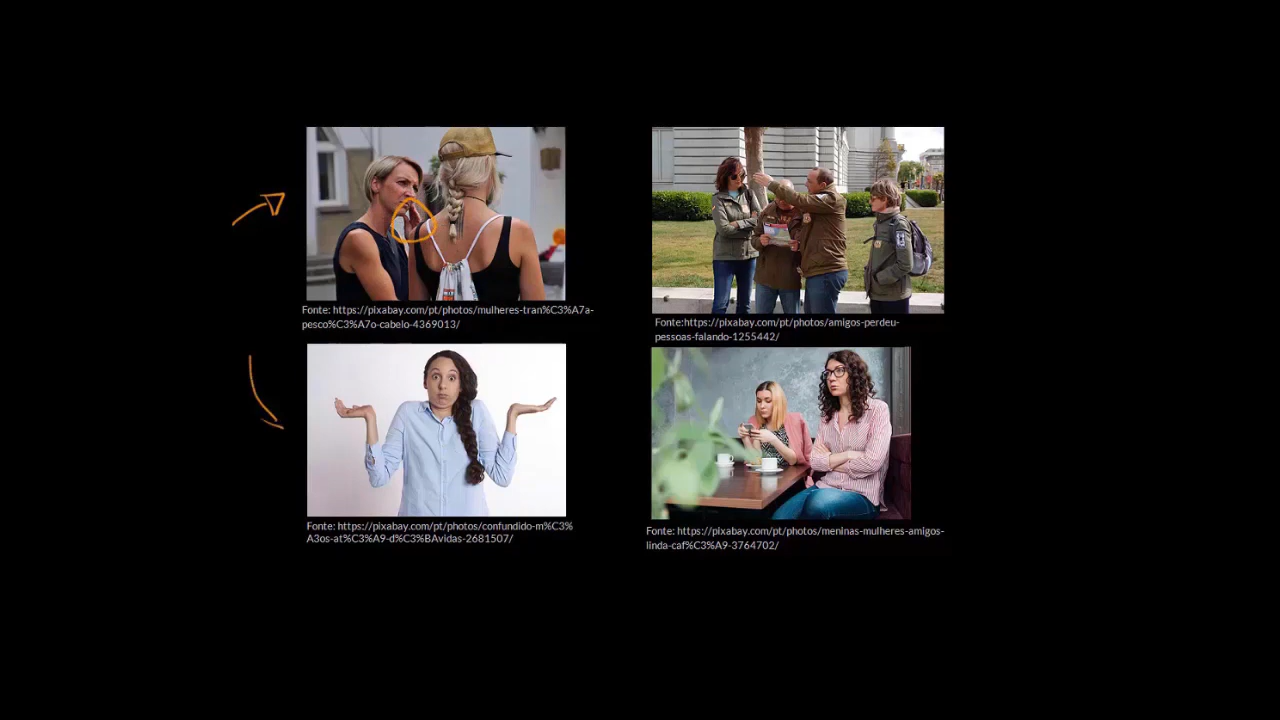 Fonte: https://pixabay.com/pt/photos/mulheres-tran%C3%A7a-
pesco%C3%A7o-cabelo-4369013/
Fonte:https://pixabay.com/pt/photos/amigos-perdeu-
pessoas-falando-1255442/
Fonte: https://pixabay.com/pt/photos/confundido-m%C3%
A3os-at%C3%A9-d%C3%BAvidas-2681507/
Fonte: https://pixabay.com/pt/photos/meninas-mulheres-amigos-
linda-caf%C3%A9-3764702/